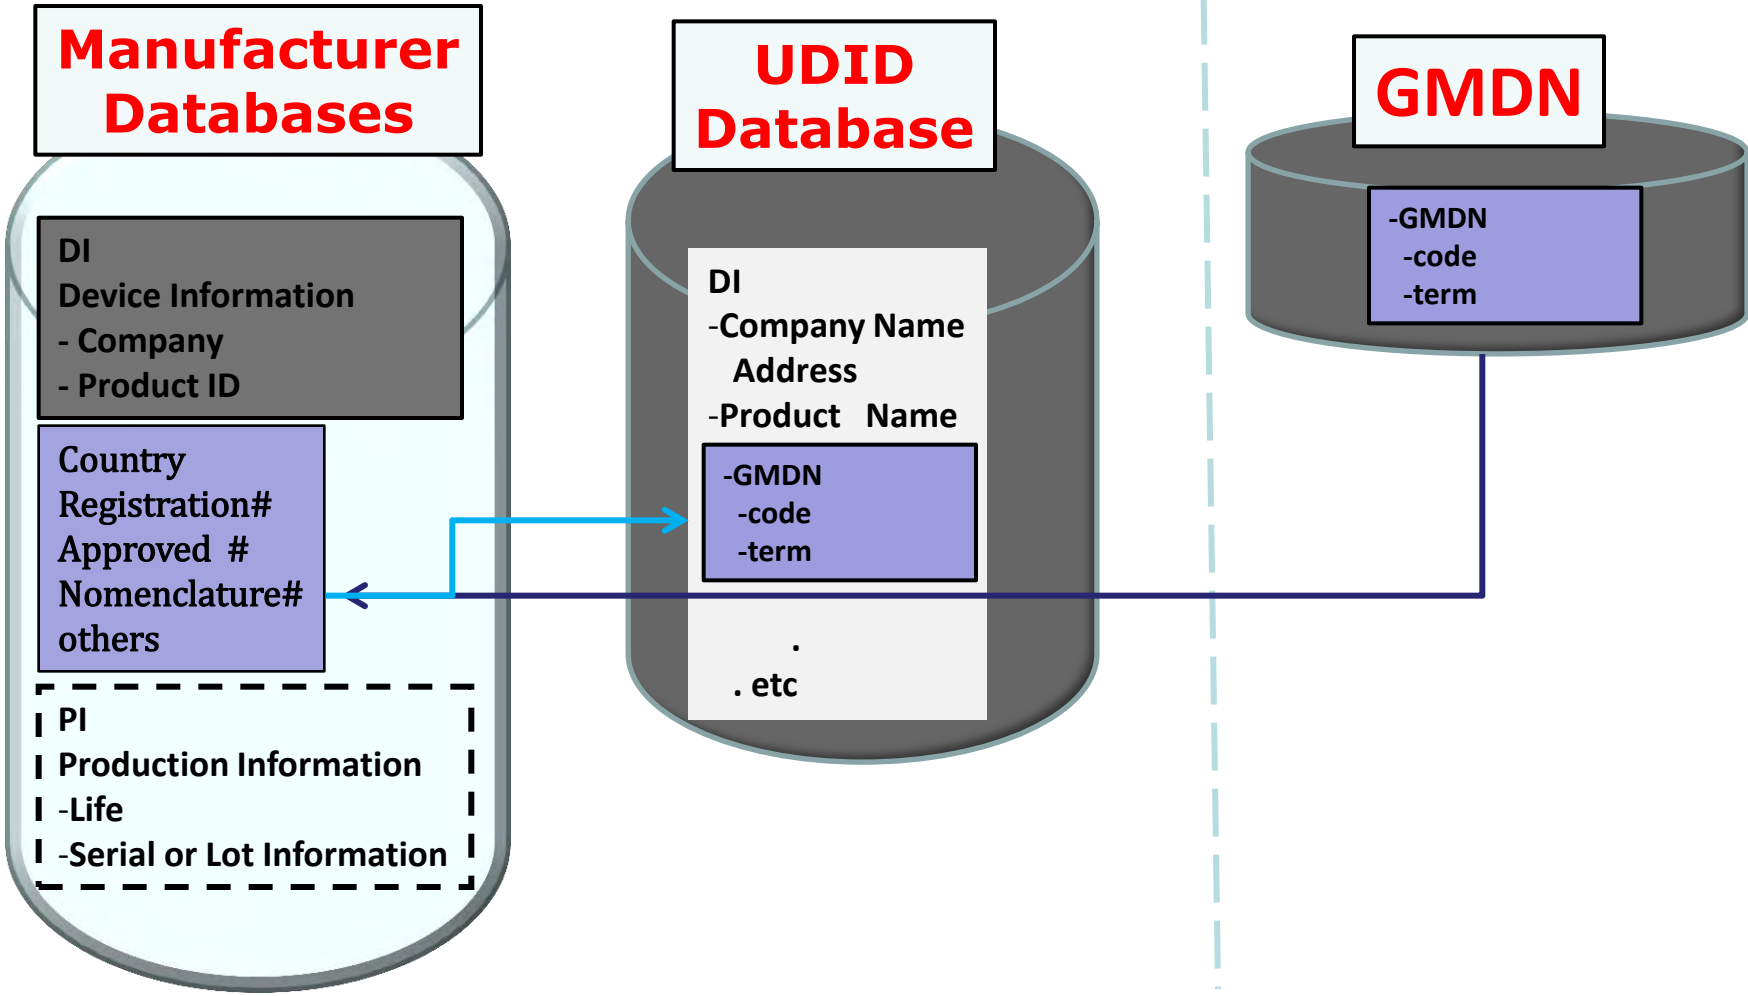 Manufacturer
Databases
DI
Device Information
- Company
- Product ID
Country
Registration#
Approved #
Nomenclature#
others
PI
Production Information
-Life
-Serial or Lot Information
UDID
Database
DI
-Company Name
Address
-Product Name
-GMDN
-code
-term
.
. etc
GMDN
-GMDN
-code
-term